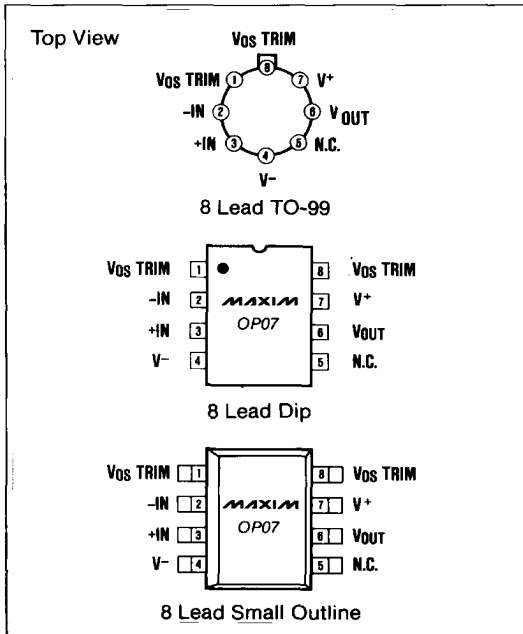 Top View
VOS TRIM
8
VOS TRIM 1 7 V+
-IN 2 6 VOUT
+IN 3 5 N.C.
4
V-
8 Lead TO-99
VOS TRIM 1 8 VOS TRIM
-IN 2 MAXIM 7 V+
+IN 3 OP07 6 VOUT
V- 4 5 N.C.
8 Lead Dip
VOS TRIM 1 8 VOS TRIM
-IN 2 MAXIM 7 V+
+IN 3 OP07 6 VOUT
V- 4 5 N.C.
8 Lead Small Outline